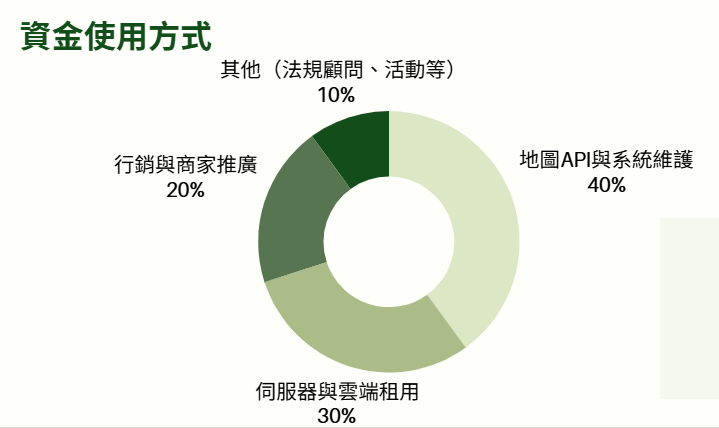 資金使用方式
其他（法規顧問、活動等）
10%
地圖API與系統維護
40%
行銷與商家推廣
20%
伺服器與雲端租用
30%